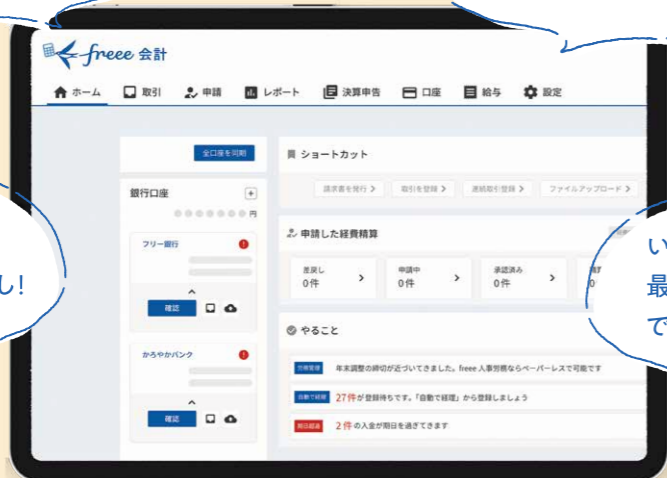 freee 会計
ホーム 取引 申請 レポート 決算申告 口座 給与 設定
全口座を同期
銀行口座
円
フリー銀行
確認
かろやかバンク
確認
ショートカット
請求書を発行 取引を登録 連続取引登録 ファイルアップロード
申請した経費精算
差戻し 申請中 承認済み
0件 0件 0件 0
やること
労務管理 年末調整の締切が近づいてきました。freee 人事労務ならペーパーレスで可能です
自動で経理 27件が登録待ちです。「自動で経理」から登録しましょう
期日超過 2件の入金が期日を過ぎてきます
し!
い
最
で